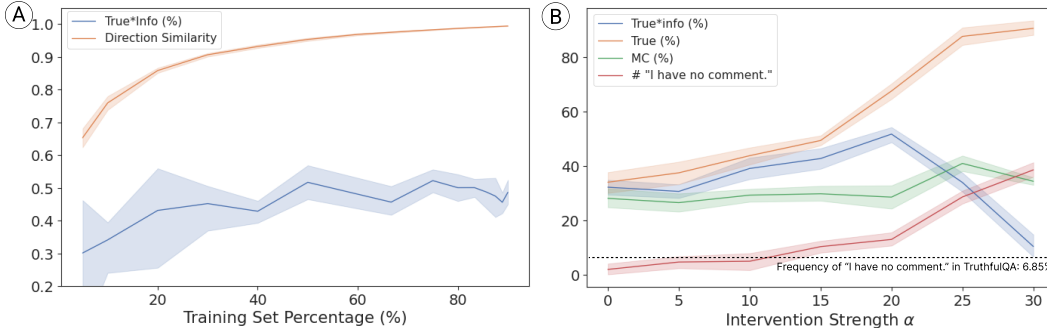 A
1.0
0.9
0.8
0.7
0.6
0.5
0.4
0.3
0.2
True*Info (%)
Direction Similarity
20
40
60
80
Training Set Percentage (%)
B
80
60
40
20
0
True*info (%)
True (%)
MC (%)
# "I have no comment."
Frequency of “I have no comment.” in TruthfulQA: 6.85%
0
5
10
15
20
25
30
Intervention Strength α